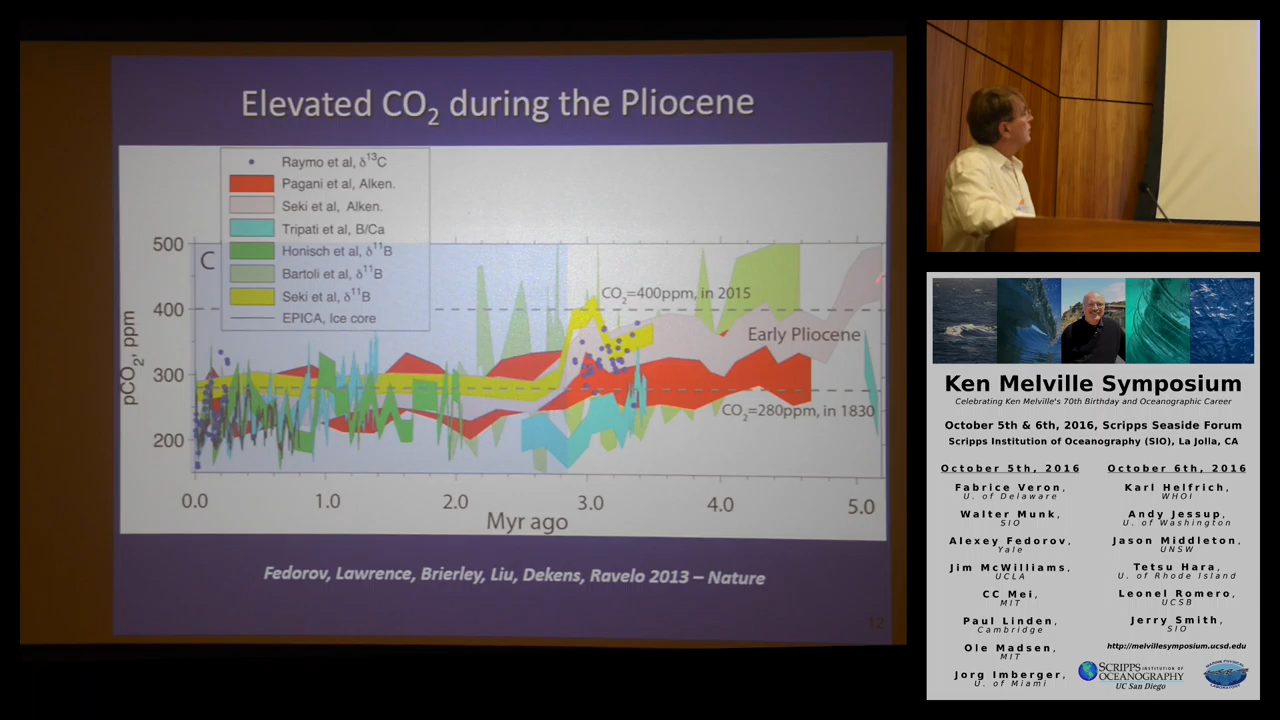 Elevated CO₂ during the Pliocene
Raymo et al, δ¹³C
Pagani et al, Alken.
Seki et al, Alken.
Tripati et al, B/Ca
Honisch et al, δ¹¹B
Bartoli et al, δ¹¹B
Seki et al, δ¹¹B
EPICA, Ice core
C
500
400
300
200
pCO₂, ppm
CO₂=400ppm, in 2015
Early Pliocene
CO₂=280ppm, in 1830
0.0 1.0 2.0 3.0 4.0 5.0
Myr ago
Fedorov, Lawrence, Brierley, Liu, Dekens, Ravelo 2013 – Nature
12
Ken Melville Symposium
Celebrating Ken Melville's 70th Birthday and Oceanographic Career
October 5th & 6th, 2016, Scripps Seaside Forum
Scripps Institution of Oceanography (SIO), La Jolla, CA
October 5th, 2016
Fabrice Veron,
U. of Delaware
Walter Munk,
SIO
Alexey Fedorov,
Yale
Jim McWilliams,
UCLA
CC Mei,
MIT
Paul Linden,
Cambridge
Ole Madsen,
MIT
Jorg Imberger,
U. of Miami
October 6th, 2016
Karl Helfrich,
WHOI
Andy Jessup,
U. of Washington
Jason Middleton,
UNSW
Tetsu Hara,
U. of Rhode Island
Leonel Romero,
UCSB
Jerry Smith,
SIO
http://melvillesymposium.ucsd.edu
SCRIPPS INSTITUTION OF
OCEANOGRAPHY
UC San Diego
MARINE PHYSICAL
LABORATORY